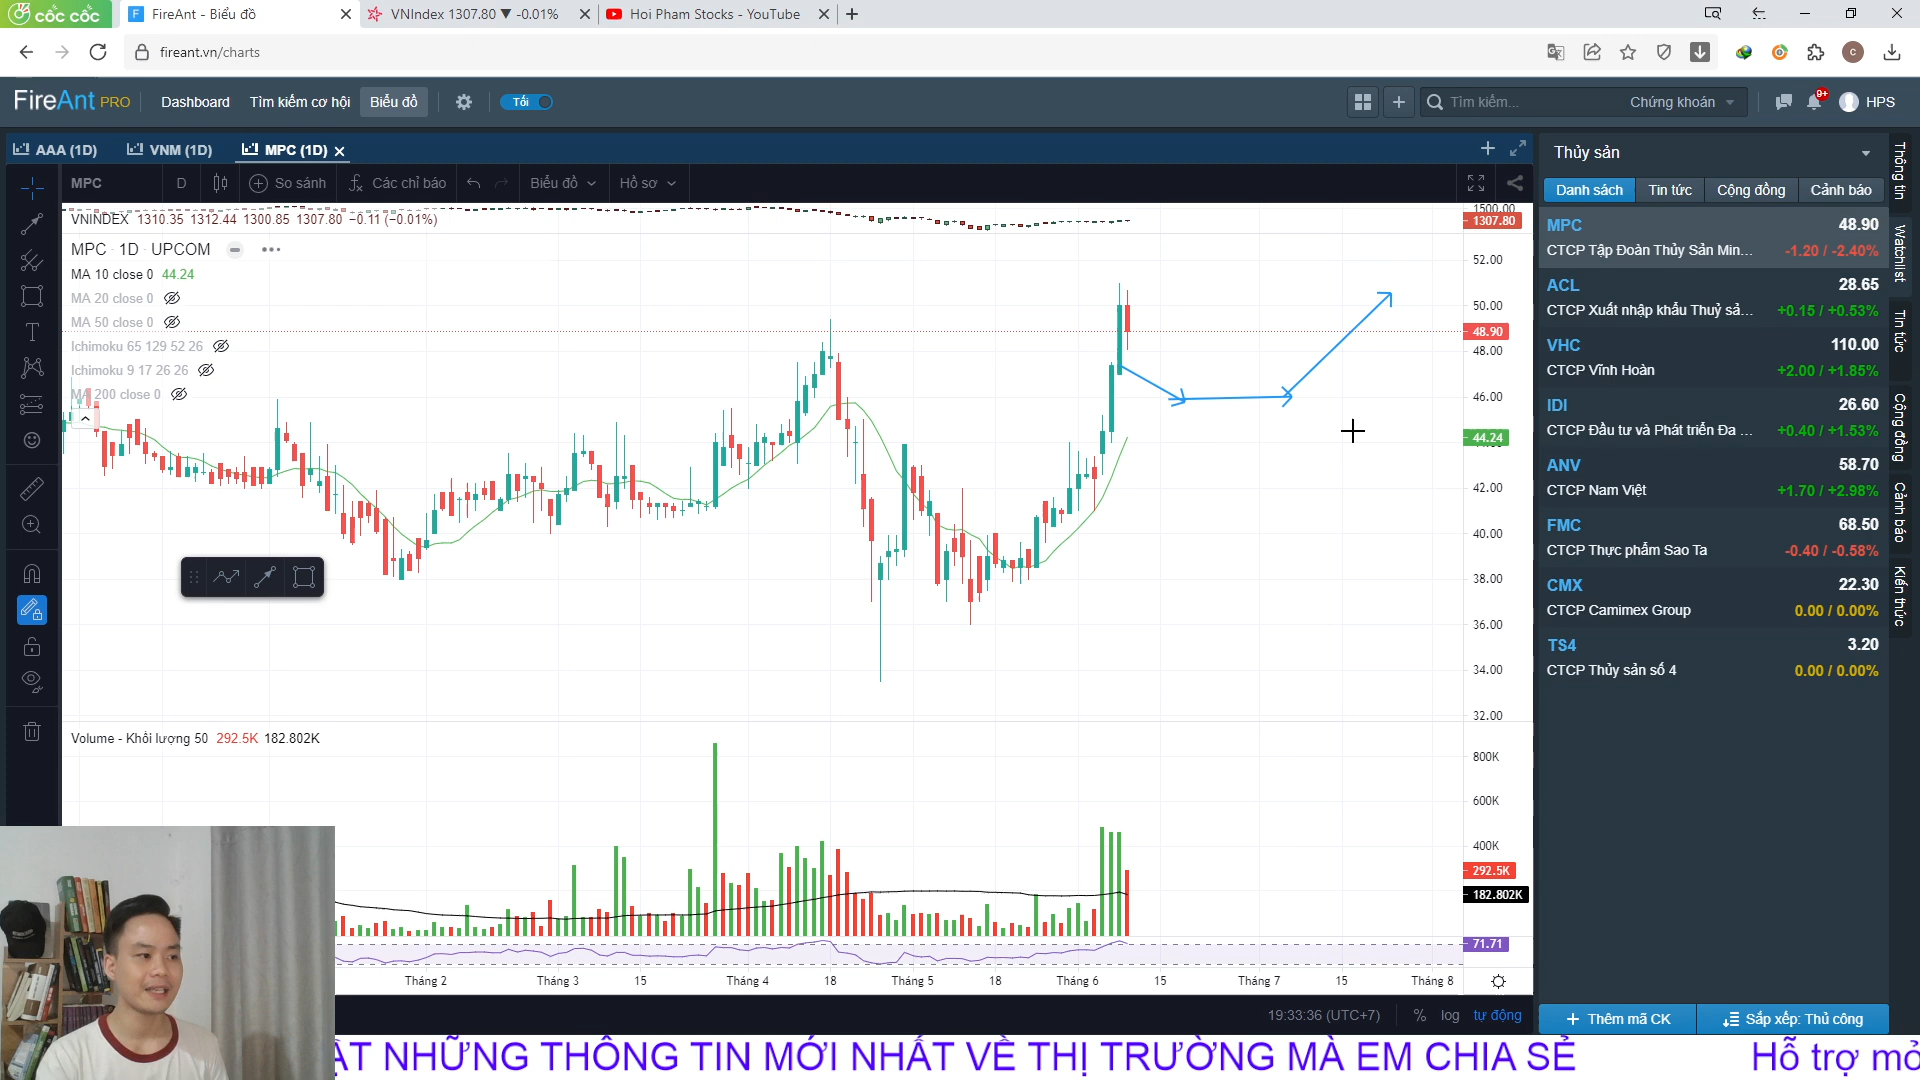 cốc cốc
FireAnt - Biểu đồ
VNIndex 1307.80 ▼ -0.01%
Hoi Pham Stocks - YouTube
fireant.vn/charts
FireAnt PRO
Dashboard
Tìm kiếm cơ hội
Biểu đồ
Tối
Tìm kiếm...
Chứng khoán
9+
HPS
AAA (1D)
VNM (1D)
MPC (1D)
MPC
D
So sánh
Các chỉ báo
Biểu đồ
Hồ sơ
VNINDEX 1310.35 1312.44 1300.85 1307.80 −0.11 (−0.01%)
MPC · 1D · UPCOM
MA 10 close 0 44.24
MA 20 close 0
MA 50 close 0
Ichimoku 65 129 52 26
Ichimoku 9 17 26 26
MA 200 close 0
1500.00
1307.80
52.00
50.00
48.90
48.00
46.00
44.24
42.00
40.00
38.00
36.00
34.00
32.00
Volume - Khối lượng 50 292.5K 182.802K
800K
600K
400K
292.5K
182.802K
71.71
Tháng 2
Tháng 3
15
Tháng 4
18
Tháng 5
18
Tháng 6
15
Tháng 7
15
Tháng 8
19:33:36 (UTC+7)
%
log
tự động
Thủy sản
Danh sách
Tin tức
Cộng đồng
Cảnh báo
MPC 48.90
CTCP Tập Đoàn Thủy Sản Min... -1.20 / -2.40%
ACL 28.65
CTCP Xuất nhập khẩu Thuỷ sả... +0.15 / +0.53%
VHC 110.00
CTCP Vĩnh Hoàn +2.00 / +1.85%
IDI 26.60
CTCP Đầu tư và Phát triển Đa ... +0.40 / +1.53%
ANV 58.70
CTCP Nam Việt +1.70 / +2.98%
FMC 68.50
CTCP Thực phẩm Sao Ta -0.40 / -0.58%
CMX 22.30
CTCP Camimex Group 0.00 / 0.00%
TS4 3.20
CTCP Thủy sản số 4 0.00 / 0.00%
Thêm mã CK
Sắp xếp: Thủ công
Thông tin
Watchlist
Tin tức
Cộng đồng
Cảnh báo
Kiến thức
ẬT NHỮNG THÔNG TIN MỚI NHẤT VỀ THỊ TRƯỜNG MÀ EM CHIA SẺ
Hỗ trợ mở